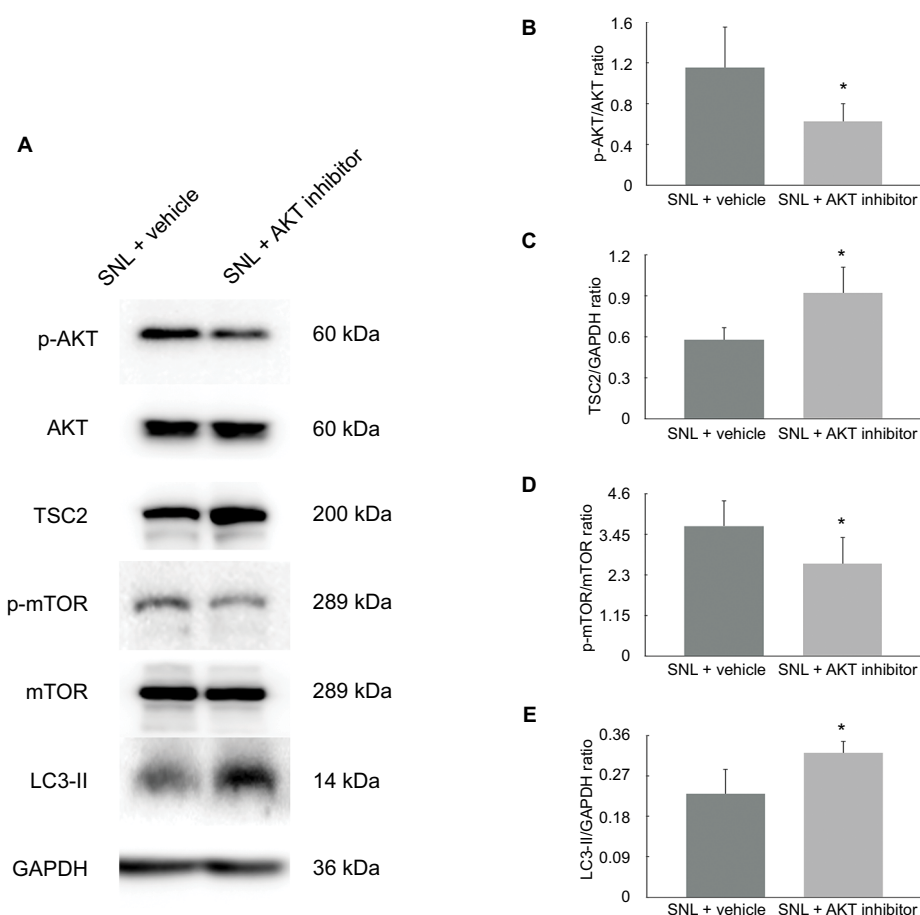 A
SNL + vehicle
SNL + AKT inhibitor
p-AKT
60 kDa
AKT
60 kDa
TSC2
200 kDa
p-mTOR
289 kDa
mTOR
289 kDa
LC3-II
14 kDa
GAPDH
36 kDa
B
p-AKT/AKT ratio
1.6
1.2
0.8
0.4
0
*
SNL + vehicle
SNL + AKT inhibitor
C
TSC2/GAPDH ratio
1.2
0.9
0.6
0.3
0
*
SNL + vehicle
SNL + AKT inhibitor
D
p-mTOR/mTOR ratio
4.6
3.45
2.3
1.15
0
*
SNL + vehicle
SNL + AKT inhibitor
E
LC3-II/GAPDH ratio
0.36
0.27
0.18
0.09
0
*
SNL + vehicle
SNL + AKT inhibitor